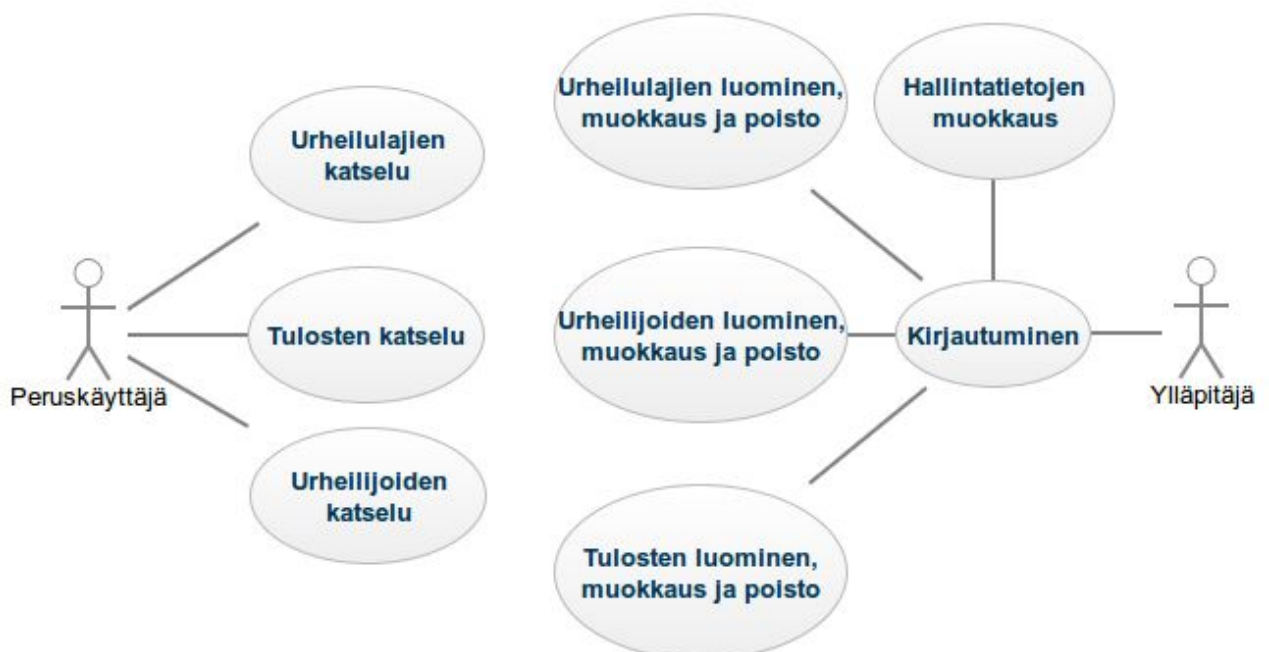 Urheilulajien luominen,
muokkaus ja poisto
Hallintatietojen
muokkaus
Urheilulajien
katselu
Tulosten katselu
Urheilijoiden luominen,
muokkaus ja poisto
Kirjautuminen
Peruskäyttäjä
Ylläpitäjä
Urheilijoiden
katselu
Tulosten luominen,
muokkaus ja poisto